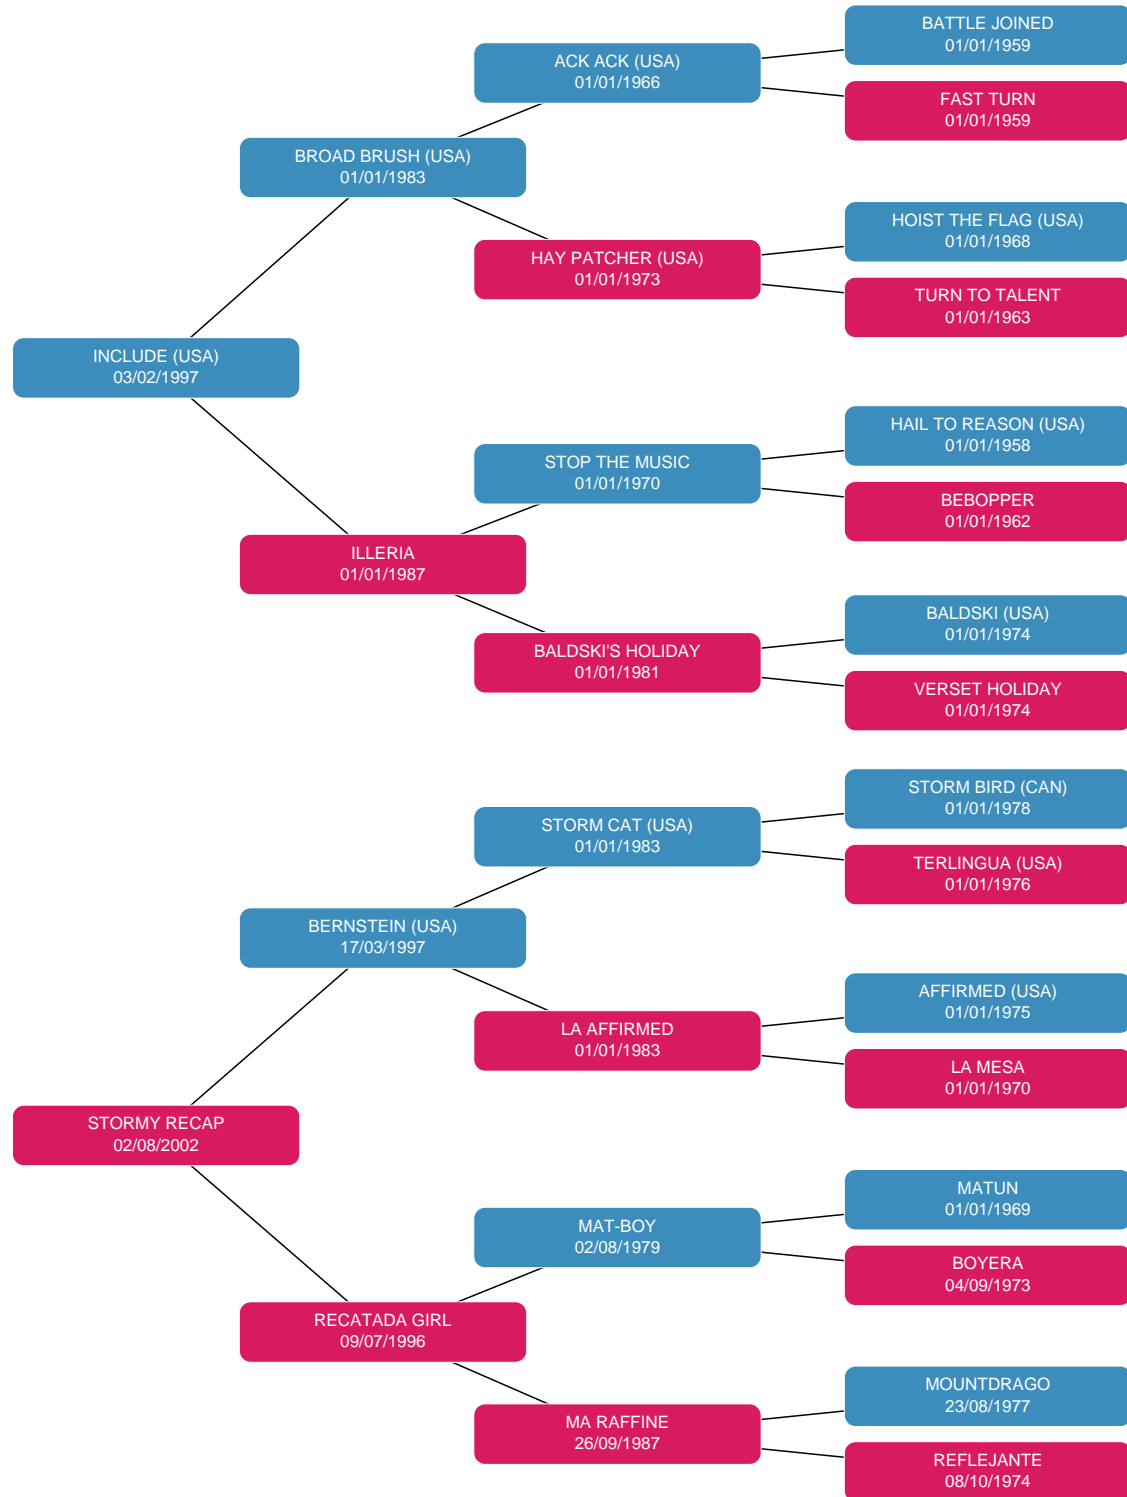 BATTLE JOINED
01/01/1959
ACK ACK (USA)
01/01/1966
FAST TURN
01/01/1959
BROAD BRUSH (USA)
01/01/1983
HOIST THE FLAG (USA)
01/01/1968
HAY PATCHER (USA)
01/01/1973
TURN TO TALENT
01/01/1963
INCLUDE (USA)
03/02/1997
HAIL TO REASON (USA)
01/01/1958
STOP THE MUSIC
01/01/1970
BEBOPPER
01/01/1962
ILLERIA
01/01/1987
BALDSKI (USA)
01/01/1974
BALDSKI'S HOLIDAY
01/01/1981
VERSET HOLIDAY
01/01/1974
STORM BIRD (CAN)
01/01/1978
STORM CAT (USA)
01/01/1983
TERLINGUA (USA)
01/01/1976
BERNSTEIN (USA)
17/03/1997
AFFIRMED (USA)
01/01/1975
LA AFFIRMED
01/01/1983
LA MESA
01/01/1970
STORMY RECAP
02/08/2002
MATUN
01/01/1969
MAT-BOY
02/08/1979
BOYERA
04/09/1973
RECATADA GIRL
09/07/1996
MOUNTDRAGO
23/08/1977
MA RAFFINE
26/09/1987
REFLEJANTE
08/10/1974